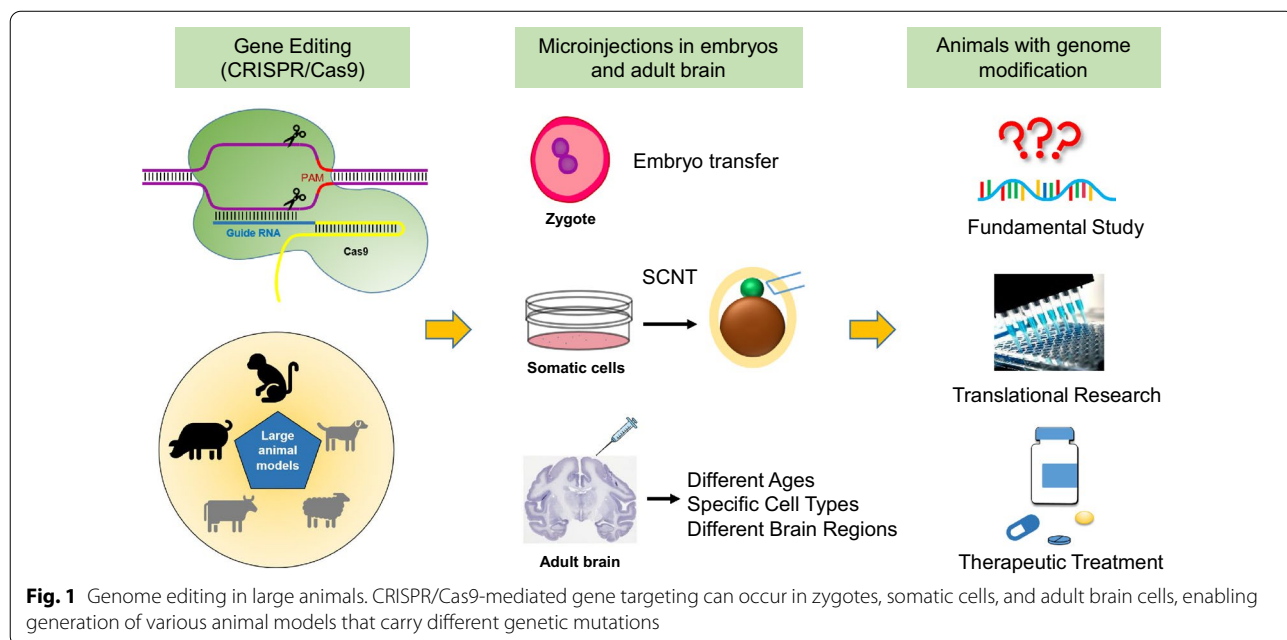 Gene Editing
(CRISPR/Cas9)
PAM
Guide RNA
Cas9
Large
animal
models
Microinjections in embryos
and adult brain
Embryo transfer
Zygote
SCNT
Somatic cells
Different Ages
Specific Cell Types
Different Brain Regions
Adult brain
Animals with genome
modification
???
Fundamental Study
Translational Research
Therapeutic Treatment
Fig. 1 Genome editing in large animals. CRISPR/Cas9-mediated gene targeting can occur in zygotes, somatic cells, and adult brain cells, enabling
generation of various animal models that carry different genetic mutations